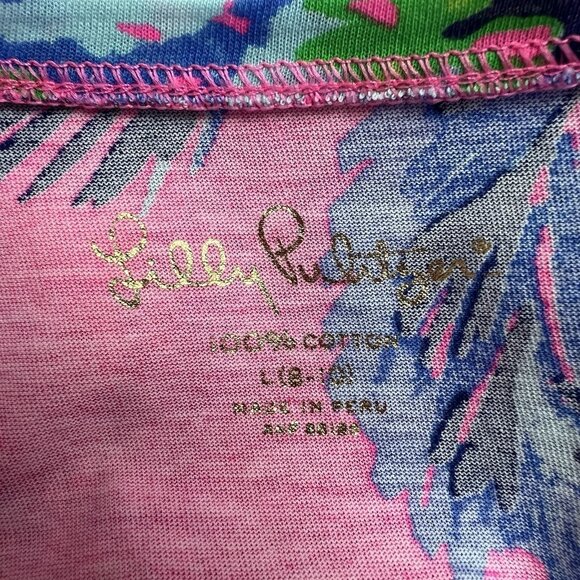 Lilly Pulitzer®
100% COTTON
L(8-10)
MADE IN PERU